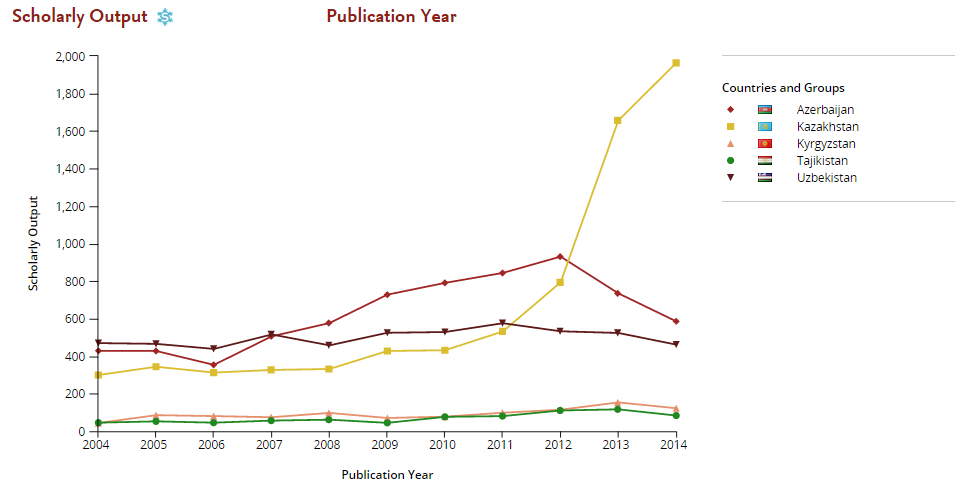 Scholarly Output Publication Year
2,000
1,800
1,600
1,400
1,200
1,000
800
600
400
200
0
Scholarly Output
2004 2005 2006 2007 2008 2009 2010 2011 2012 2013 2014
Publication Year
Countries and Groups
Azerbaijan
Kazakhstan
Kyrgyzstan
Tajikistan
Uzbekistan